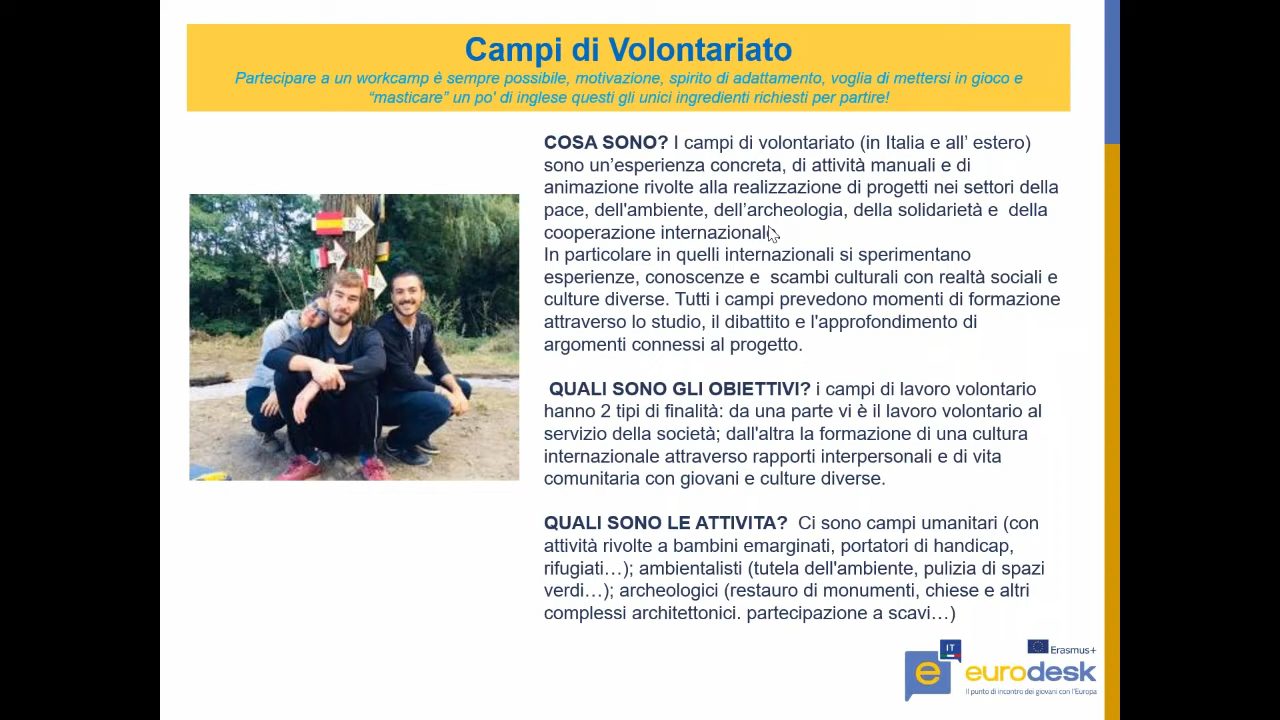 Campi di Volontariato
Partecipare a un workcamp è sempre possibile, motivazione, spirito di adattamento, voglia di mettersi in gioco e
“masticare” un po' di inglese questi gli unici ingredienti richiesti per partire!
COSA SONO? I campi di volontariato (in Italia e all’ estero)
sono un’esperienza concreta, di attività manuali e di
animazione rivolte alla realizzazione di progetti nei settori della
pace, dell'ambiente, dell’archeologia, della solidarietà e  della
cooperazione internazionale.
In particolare in quelli internazionali si sperimentano
esperienze, conoscenze e  scambi culturali con realtà sociali e
culture diverse. Tutti i campi prevedono momenti di formazione
attraverso lo studio, il dibattito e l'approfondimento di
argomenti connessi al progetto.
QUALI SONO GLI OBIETTIVI? i campi di lavoro volontario
hanno 2 tipi di finalità: da una parte vi è il lavoro volontario al
servizio della società; dall'altra la formazione di una cultura
internazionale attraverso rapporti interpersonali e di vita
comunitaria con giovani e culture diverse.
QUALI SONO LE ATTIVITA?  Ci sono campi umanitari (con
attività rivolte a bambini emarginati, portatori di handicap,
rifugiati…); ambientalisti (tutela dell'ambiente, pulizia di spazi
verdi…); archeologici (restauro di monumenti, chiese e altri
complessi architettonici. partecipazione a scavi…)
IT
Erasmus+
e eurodesk
il punto di incontro dei giovani con l'Europa